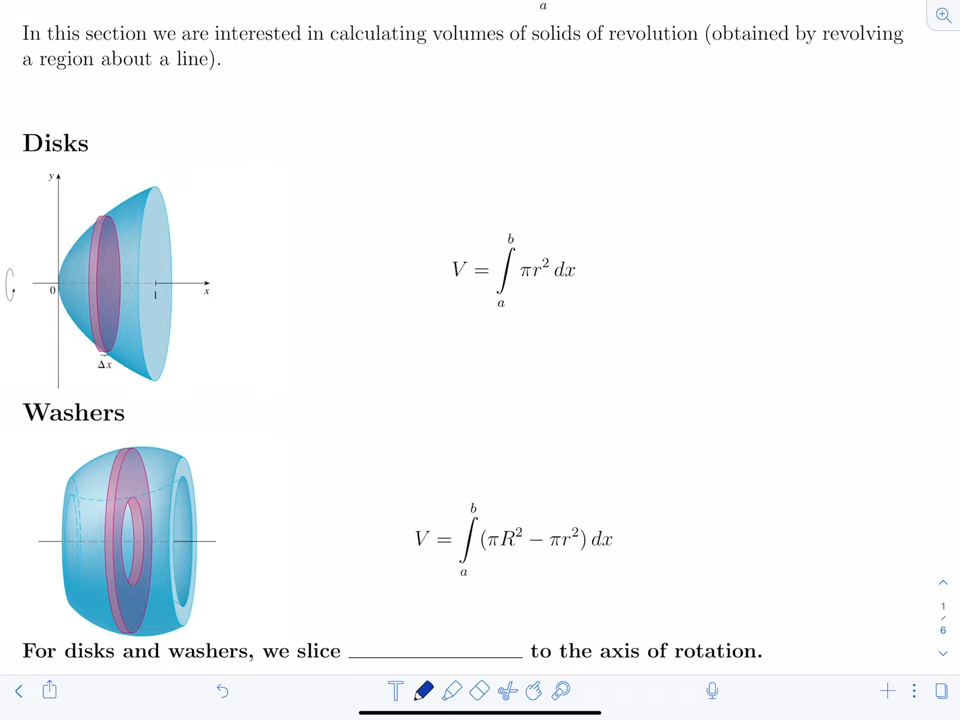 a
In this section we are interested in calculating volumes of solids of revolution (obtained by revolving
a region about a line).
Disks
y
0
1
x
Δx
V = ∫_a^b πr² dx
Washers
V = ∫_a^b (πR² − πr²) dx
For disks and washers, we slice ________________ to the axis of rotation.
1
/
6
T